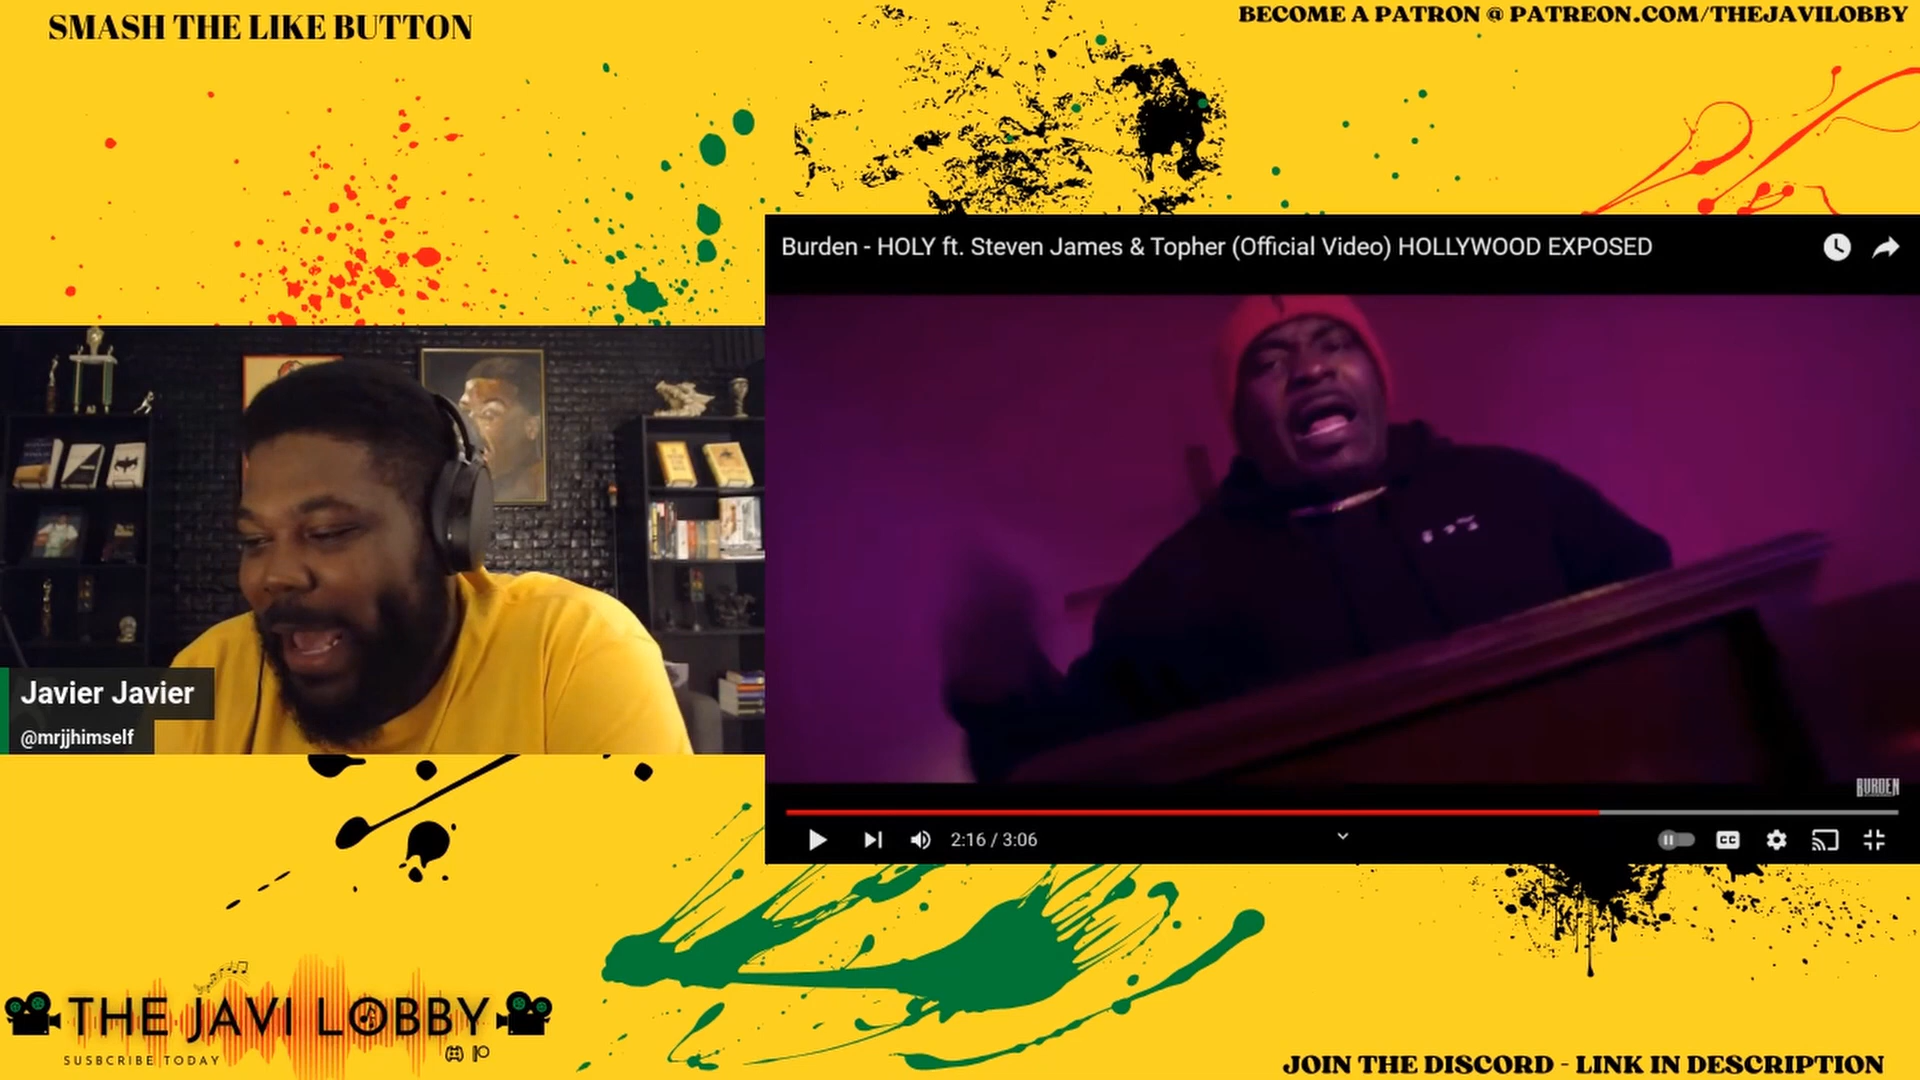 SMASH THE LIKE BUTTON
BECOME A PATRON @ PATREON.COM/THEJAVILOBBY
Burden - HOLY ft. Steven James & Topher (Official Video) HOLLYWOOD EXPOSED
Javier Javier
@mrjjhimself
BURDEN
2:16 / 3:06
CC
THE JAVI LOBBY
SUSBCRIBE TODAY
JOIN THE DISCORD - LINK IN DESCRIPTION